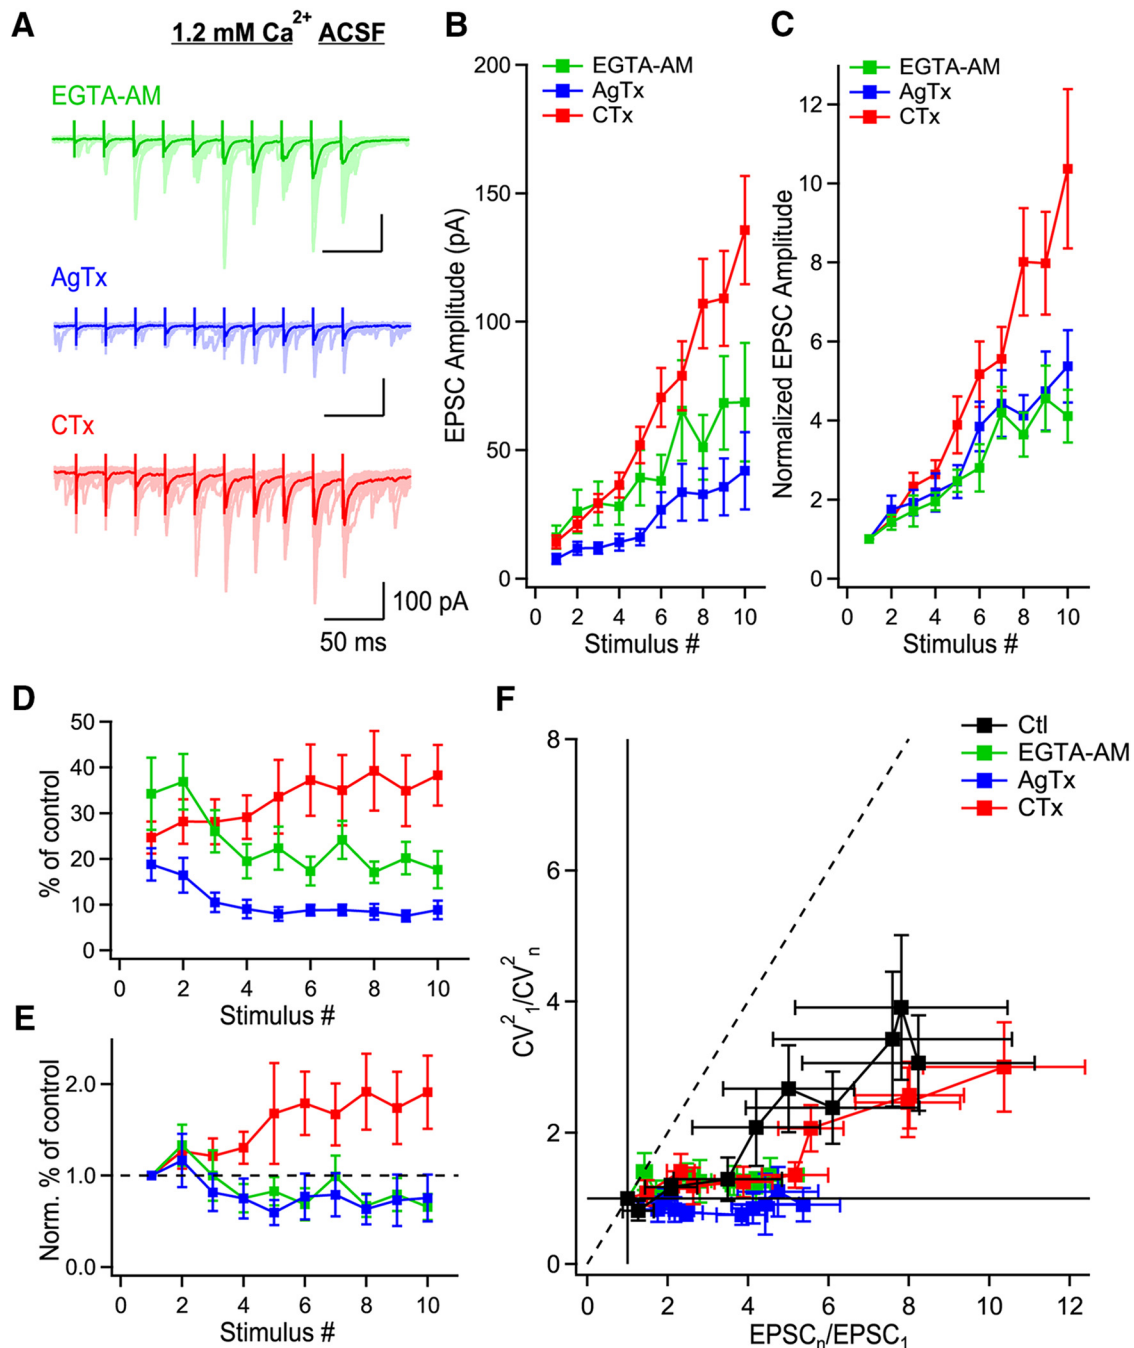 A
1.2 mM Ca2+ ACSF
EGTA-AM
AgTx
CTx
100 pA
50 ms
B
EGTA-AM
AgTx
CTx
200
150
100
50
0
EPSC Amplitude (pA)
0 2 4 6 8 10
Stimulus #
C
EGTA-AM
AgTx
CTx
12
10
8
6
4
2
0
Normalized EPSC Amplitude
0 2 4 6 8 10
Stimulus #
D
50
40
30
20
10
0
% of control
0 2 4 6 8 10
Stimulus #
E
2.0
1.0
0.0
Norm. % of control
0 2 4 6 8 10
Stimulus #
F
Ctl
EGTA-AM
AgTx
CTx
8
6
4
2
0
CV²₁/CV²ₙ
0 2 4 6 8 10 12
EPSCₙ/EPSC₁